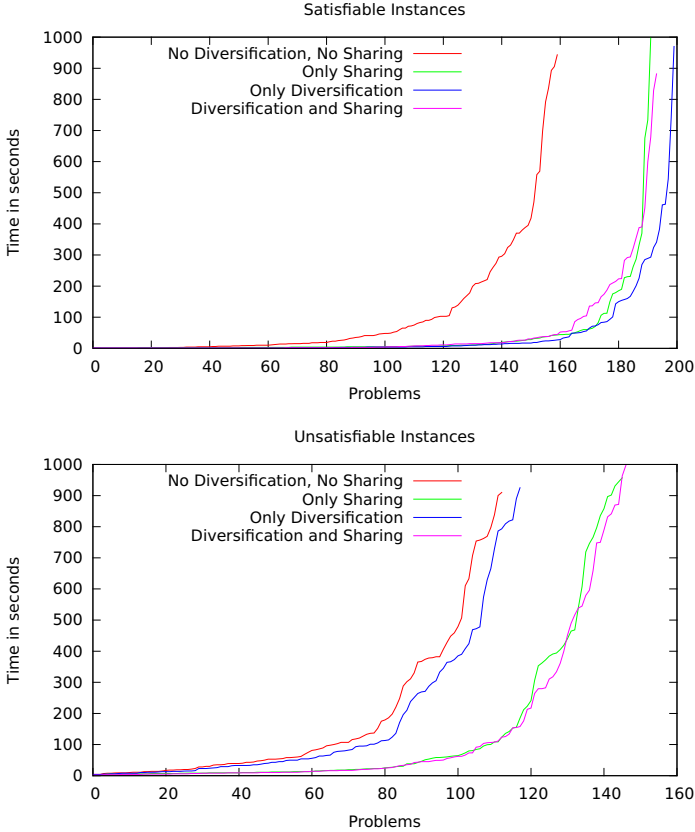 Satisfiable Instances
1000
900
800
700
600
500
400
300
200
100
0
Time in seconds
No Diversification, No Sharing
Only Sharing
Only Diversification
Diversification and Sharing
0 20 40 60 80 100 120 140 160 180 200
Problems
Unsatisfiable Instances
1000
900
800
700
600
500
400
300
200
100
0
Time in seconds
No Diversification, No Sharing
Only Sharing
Only Diversification
Diversification and Sharing
0 20 40 60 80 100 120 140 160
Problems